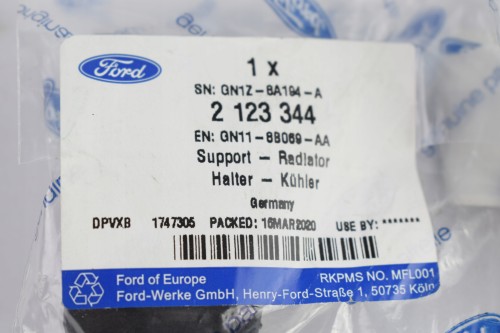 Ford
1 x
SN: GN1Z-8A194-A
2 123 344
EN: GN11-8B069-AA
Support - Radiator
Halter - Kühler
Germany
DPVXB 1747305 PACKED: 16MAR2020 USE BY: *******
Ford of Europe RKPMS NO. MFL001
Ford-Werke GmbH, Henry-Ford-Straße 1, 50735 Köln